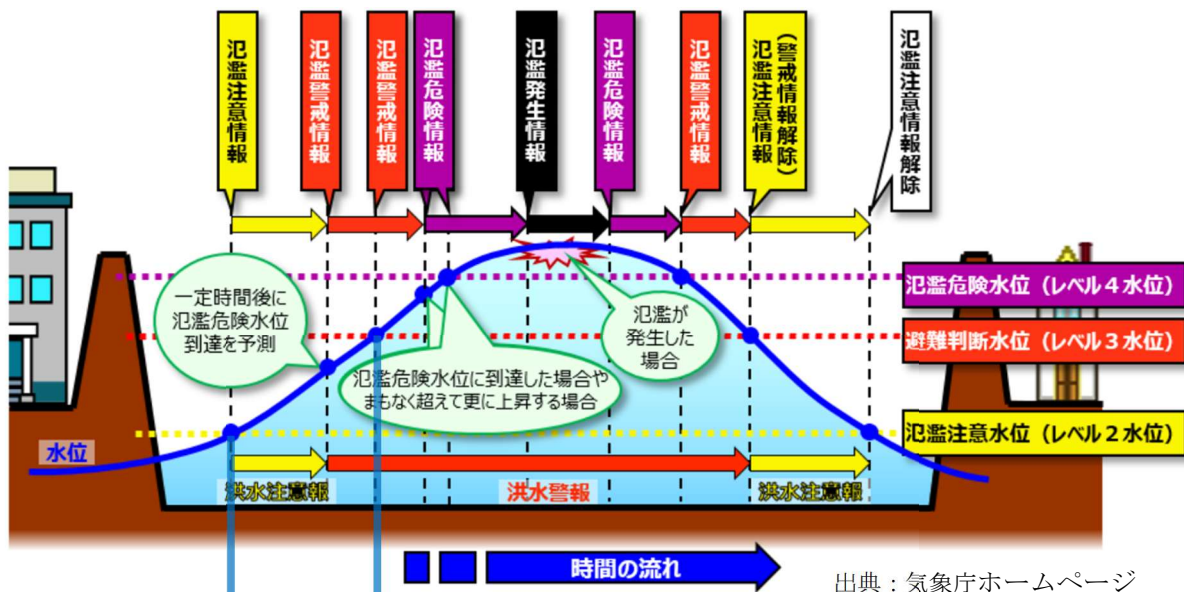 氾濫注意情報
氾濫警戒情報
氾濫警戒情報
氾濫危険情報
氾濫発生情報
氾濫危険情報
氾濫警戒情報
氾濫注意情報
(警戒情報解除)
氾濫注意情報解除
一定時間後に
氾濫危険水位
到達を予測
氾濫危険水位に到達した場合や
まもなく超えて更に上昇する場合
氾濫が
発生した
場合
氾濫危険水位（レベル４水位）
避難判断水位（レベル３水位）
氾濫注意水位（レベル２水位）
水位
洪水注意報
洪水警報
洪水注意報
時間の流れ
出典：気象庁ホームページ